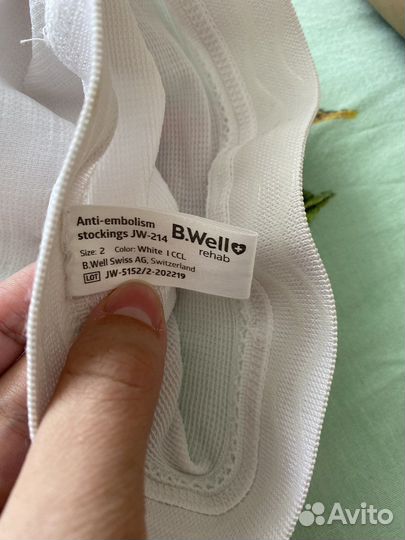 Anti-embolism
stockings JW-214
B.Well
rehab
Size: 2 Color: White I CCL
B.Well Swiss AG, Switzerland
LOT JW-5152/2-202219
Avito